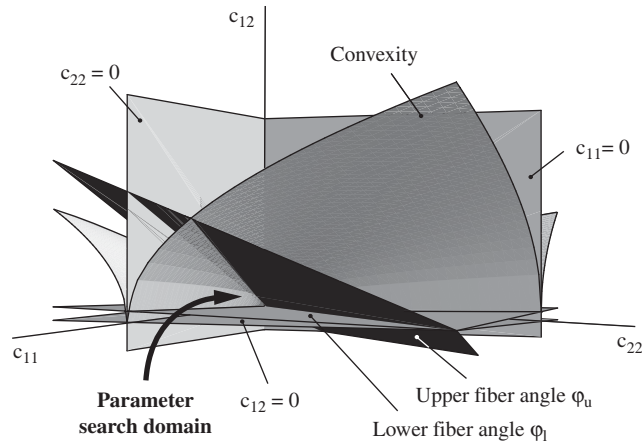 c12
Convexity
c22 = 0
c11= 0
c11
c22
Parameter
search domain
c12 = 0
Upper fiber angle φu
Lower fiber angle φl